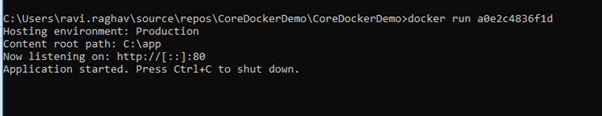 C:\Users\ravi.raghav\source\repos\CoreDockerDemo\CoreDockerDemo>docker run a0e2c4836f1d
Hosting environment: Production
Content root path: C:\app
Now listening on: http://[::]:80
Application started. Press Ctrl+C to shut down.